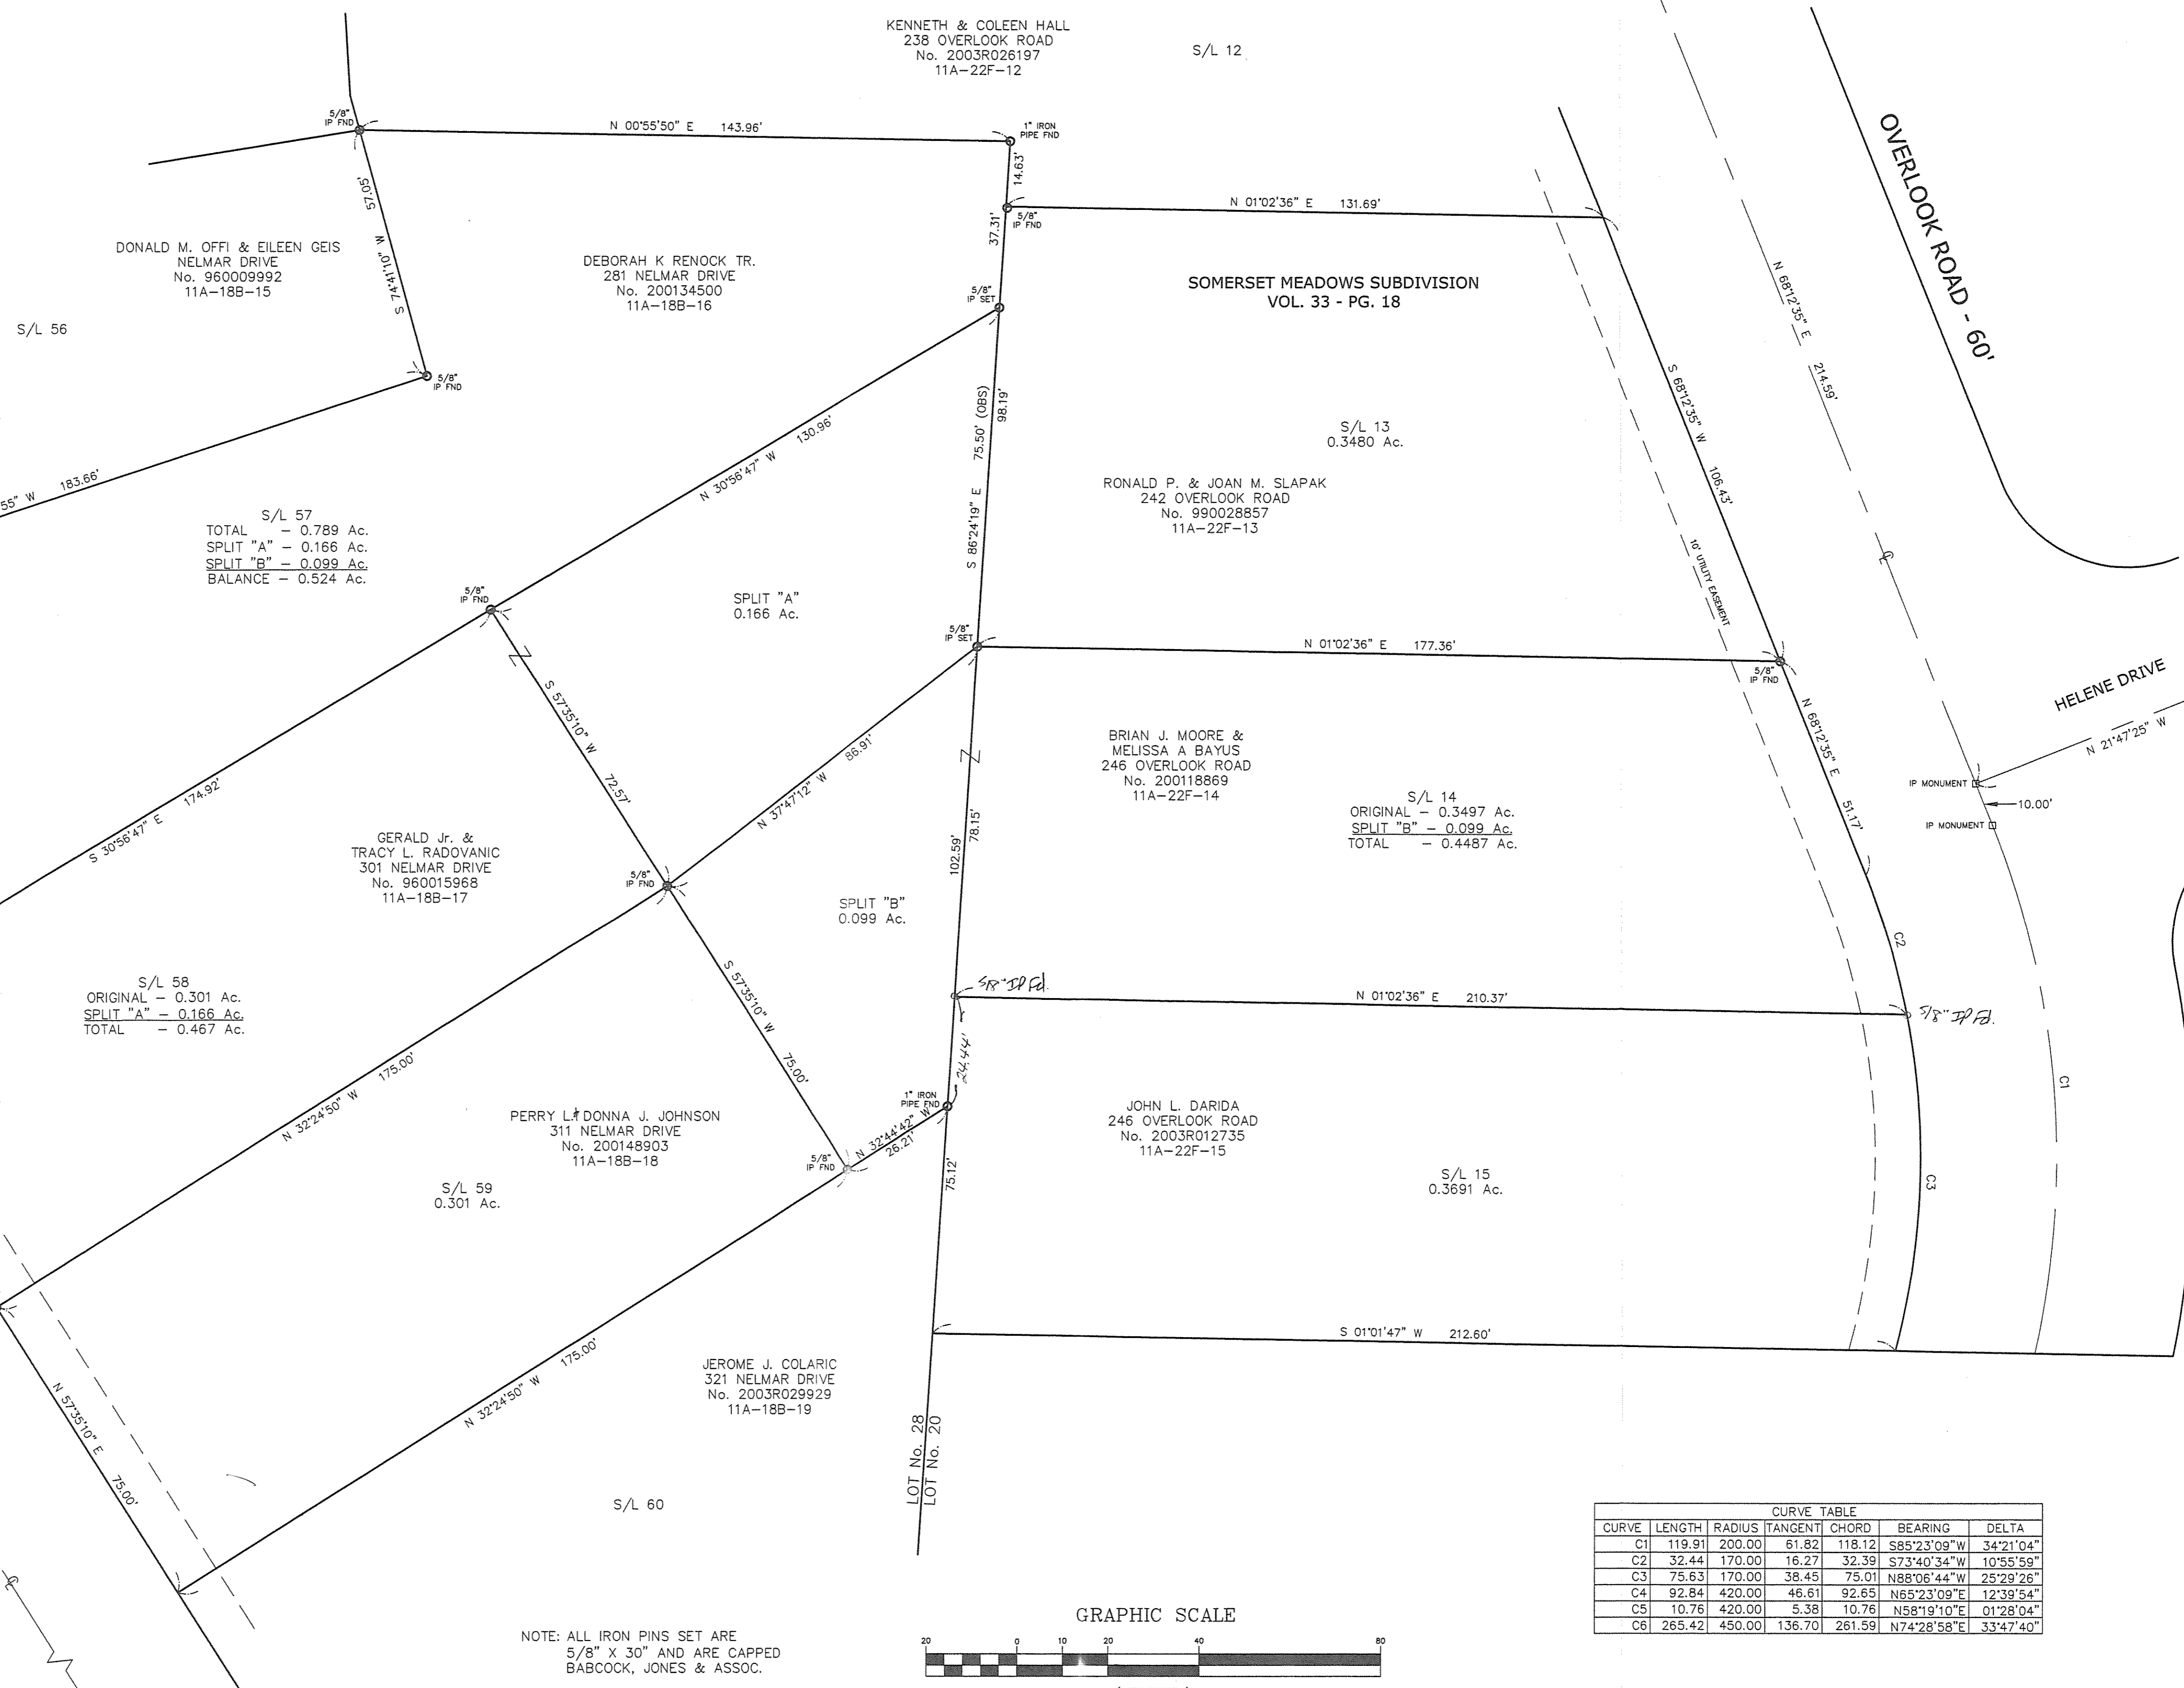 KENNETH & COLEEN HALL
238 OVERLOOK ROAD
No. 2003R026197
11A-22F-12
S/L 12
5/8"
IP FND
N 00°55'50" E 143.96'
1" IRON
PIPE FND
14.63'
57.05'
S 74°41'10" W
DONALD M. OFFI & EILEEN GEIS
NELMAR DRIVE
No. 960009992
11A-18B-15
S/L 56
5/8"
IP FND
DEBORAH K RENOCK TR.
281 NELMAR DRIVE
No. 200134500
11A-18B-16
37.31'
5/8"
IP FND
N 01°02'36" E 131.69'
5/8"
IP SET
SOMERSET MEADOWS SUBDIVISION
VOL. 33 - PG. 18
OVERLOOK ROAD - 60'
N 68°12'35" E 214.59'
S 68°12'35" W 106.43'
10' UTILITY EASEMENT
S/L 13
0.3480 Ac.
RONALD P. & JOAN M. SLAPAK
242 OVERLOOK ROAD
No. 990028857
11A-22F-13
S 86°24'19" E 75.50' (OBS)
98.19'
N 30°56'47" W 130.96'
55" W 183.66'
S/L 57
TOTAL - 0.789 Ac.
SPLIT "A" - 0.166 Ac.
SPLIT "B" - 0.099 Ac.
BALANCE - 0.524 Ac.
5/8"
IP FND
SPLIT "A"
0.166 Ac.
5/8"
IP SET
N 01°02'36" E 177.36'
5/8"
IP FND
HELENE DRIVE
N 21°47'25" W
IP MONUMENT
10.00'
IP MONUMENT
N 68°12'35" E 51.17'
S 57°35'10" W 72.57'
N 37°47'12" W 86.91'
BRIAN J. MOORE &
MELISSA A BAYUS
246 OVERLOOK ROAD
No. 200118869
11A-22F-14
S/L 14
ORIGINAL - 0.3497 Ac.
SPLIT "B" - 0.099 Ac.
TOTAL - 0.4487 Ac.
S 30°56'47" E 174.92'
GERALD Jr. &
TRACY L. RADOVANIC
301 NELMAR DRIVE
No. 960015968
11A-18B-17
5/8"
IP FND
102.59'
78.15'
SPLIT "B"
0.099 Ac.
C2
S/L 58
ORIGINAL - 0.301 Ac.
SPLIT "A" - 0.166 Ac.
TOTAL - 0.467 Ac.
S 57°35'10" W 75.00'
5/8" IP Fd.
N 01°02'36" E 210.37'
5/8" IP Fd.
24.44'
C1
N 32°24'50" W 175.00'
PERRY L.& DONNA J. JOHNSON
311 NELMAR DRIVE
No. 200148903
11A-18B-18
1" IRON
PIPE FND
N 32°44'42" W
26.21'
5/8"
IP FND
75.12'
JOHN L. DARIDA
246 OVERLOOK ROAD
No. 2003R012735
11A-22F-15
S/L 15
0.3691 Ac.
C3
S/L 59
0.301 Ac.
S 01°01'47" W 212.60'
N 32°24'50" W 175.00'
JEROME J. COLARIC
321 NELMAR DRIVE
No. 2003R029929
11A-18B-19
N 57°35'10" E 75.00'
LOT No. 28
LOT No. 20
S/L 60
NOTE: ALL IRON PINS SET ARE
5/8" X 30" AND ARE CAPPED
BABCOCK, JONES & ASSOC.
GRAPHIC SCALE
20 0 10 20 40 80
CURVE TABLE
CURVE LENGTH RADIUS TANGENT CHORD BEARING DELTA
C1 119.91 200.00 61.82 118.12 S85°23'09"W 34°21'04"
C2 32.44 170.00 16.27 32.39 S73°40'34"W 10°55'59"
C3 75.63 170.00 38.45 75.01 N88°06'44"W 25°29'26"
C4 92.84 420.00 46.61 92.65 N65°23'09"E 12°39'54"
C5 10.76 420.00 5.38 10.76 N58°19'10"E 01°28'04"
C6 265.42 450.00 136.70 261.59 N74°28'58"E 33°47'40"